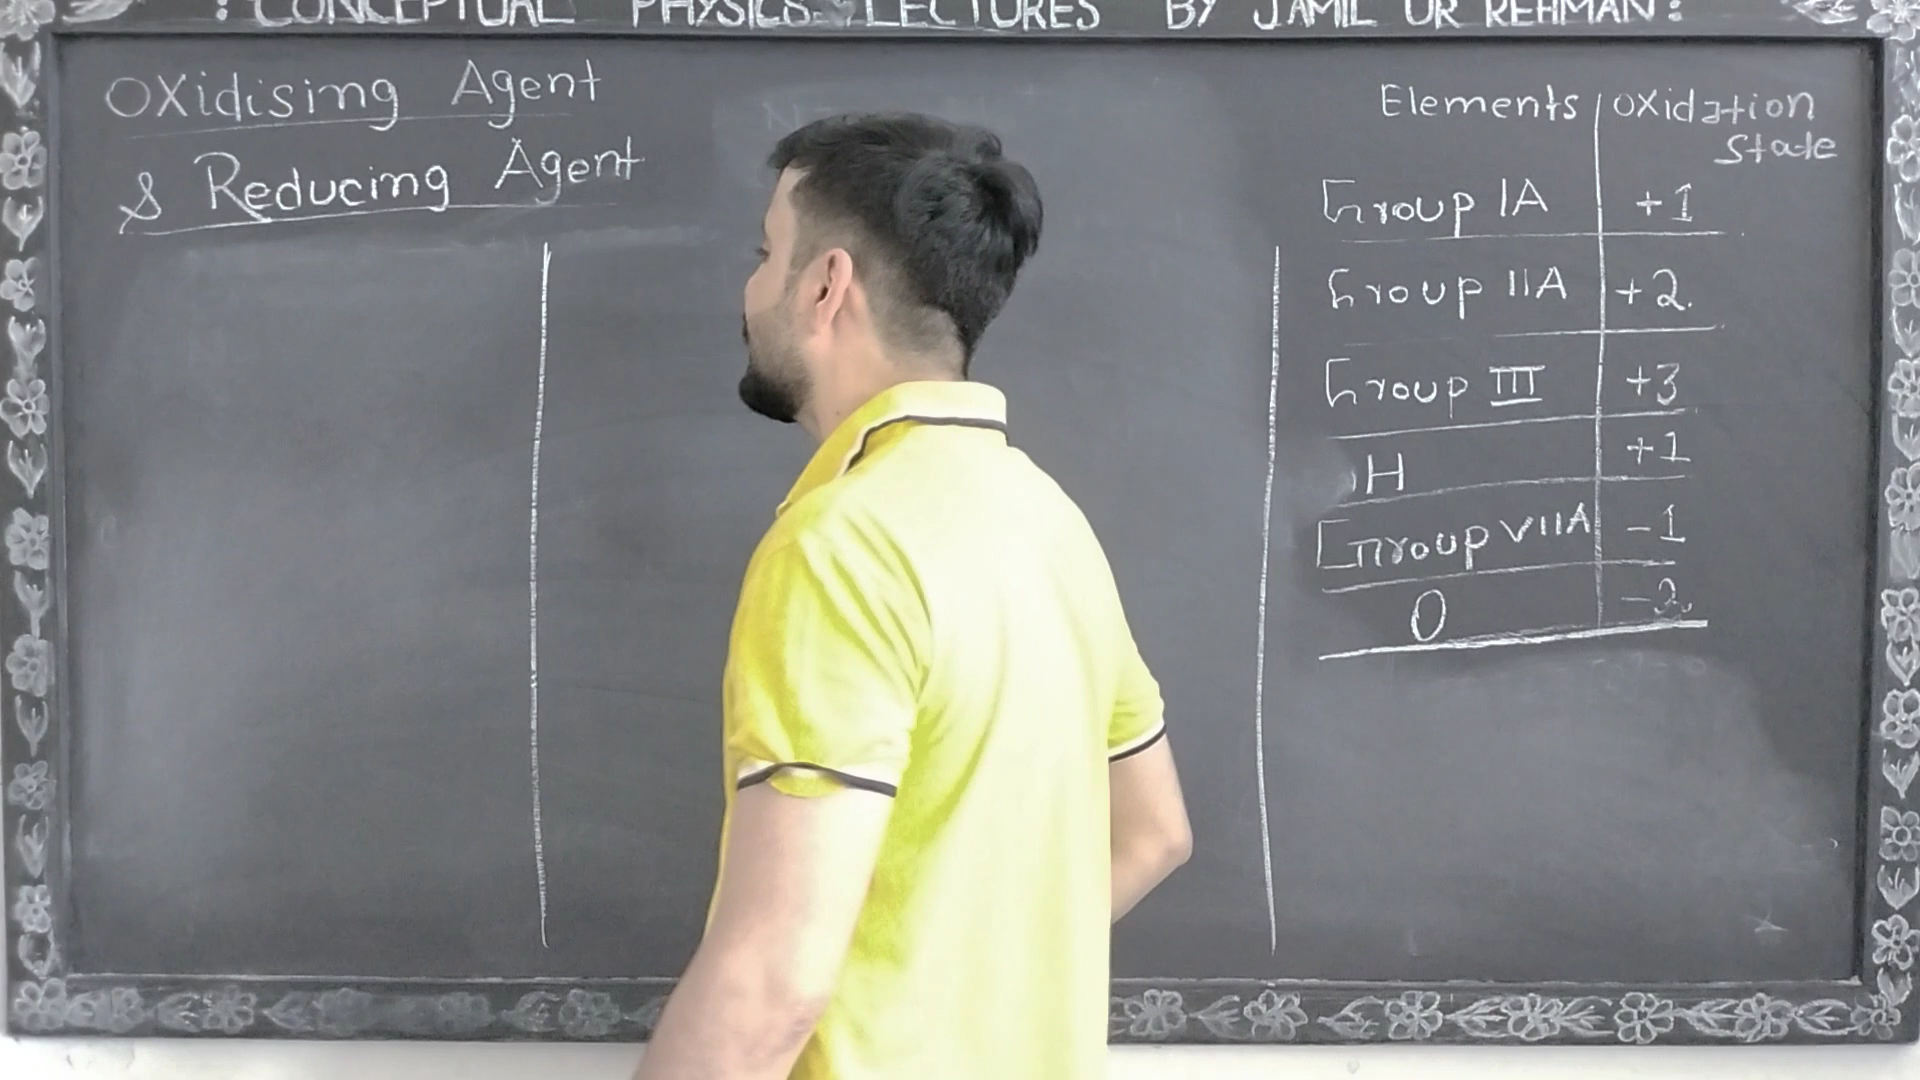 : CONCEPTUAL PHYSICS LECTURES BY JAMIL UR REHMAN:
Oxidising Agent
& Reducing Agent
Elements Oxidation
State
Group IA +1
Group IIA +2
Group III +3
H +1
Group VIIA -1
O -2